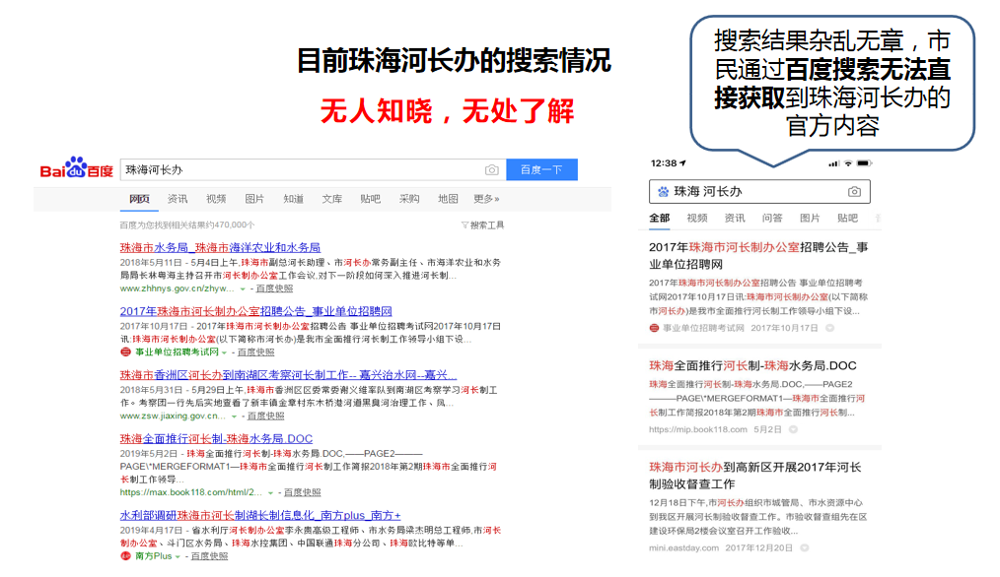 目前珠海河长办的搜索情况
无人知晓，无处了解
搜索结果杂乱无章，市
民通过百度搜索无法直
接获取到珠海河长办的
官方内容
Bai du 百度
珠海河长办
百度一下
网页 资讯 视频 图片 知道 文库 贴吧 采购 地图 更多»
百度为您找到相关结果约470,000个
搜索工具
珠海市水务局_珠海市海洋农业和水务局
2018年5月11日 - 5月4日上午,珠海市副总河长助理、市河长办常务副主任、市海洋农业和水务
局局长林粤海主持召开市河长制办公室工作会议,对下一阶段如何深入推进河长制...
www.zhhnys.gov.cn/zhyw... - 百度快照
2017年珠海市河长制办公室招聘公告_事业单位招聘网
2017年10月17日 - 2017年珠海市河长制办公室招聘公告 事业单位招聘考试网2017年10月17日
讯:珠海市河长制办公室(以下简称市河长办)是我市全面推行河长制工作领导小组下设...
事业单位招聘考试网 - 百度快照
珠海市香洲区河长办到南湖区考察河长制工作-- 嘉兴治水网--嘉兴...
2018年5月31日 - 5月29日上午,珠海市香洲区区委常委谢义维率队到南湖区考察学习河长制工
作。考察团一行先后实地查看了新丰镇金章村东木桥港河道黑臭河治理工作、凤...
www.zsw.jiaxing.gov.cn... - 百度快照
珠海全面推行河长制-珠海水务局.DOC
2019年5月2日 - 珠海全面推行河长制-珠海水务局.DOC,——PAGE2———
PAGE\*MERGEFORMAT1—珠海市全面推行河长制工作简报2018年第2期珠海市全面推行河
长制工作领导...
https://max.book118.com/html/2... - 百度快照
水利部调研珠海市河长制湖长制信息化_南方plus_南方+
2019年4月17日 - 省水利厅河长制办公室李永贵高级工程师、市水务局梁杰明总工程师,市河长
制办公室、斗门区水务局、珠海水控集团、中国联通珠海分公司、珠海欧比特等单...
南方Plus - 百度快照
12:38
珠海 河长办
全部 视频 资讯 问答 图片 贴吧
2017年珠海市河长制办公室招聘公告_事
业单位招聘网
2017年珠海市河长制办公室招聘公告 事业单位招聘考
试网2017年10月17日讯:珠海市河长制办公室(以下简称
市河长办)是我市全面推行河长制工作领导小组下设...
事业单位招聘考试网 2017年10月17日
珠海全面推行河长制-珠海水务局.DOC
珠海全面推行河长制-珠海水务局.DOC,——PAGE2
———PAGE\*MERGEFORMAT1—珠海市全面推行河
长制工作简报2018年第2期珠海市全面推行河长制...
https://mip.book118.com 5月2日
珠海市河长办到高新区开展2017年河长
制验收督查工作
12月18日下午,市河长办组织市城管局、市水资源中心
到我区开展河长制验收督查工作。市验收督查组先在区
建设环保局2楼会议室召开工作验收...
mini.eastday.com 2017年12月20日